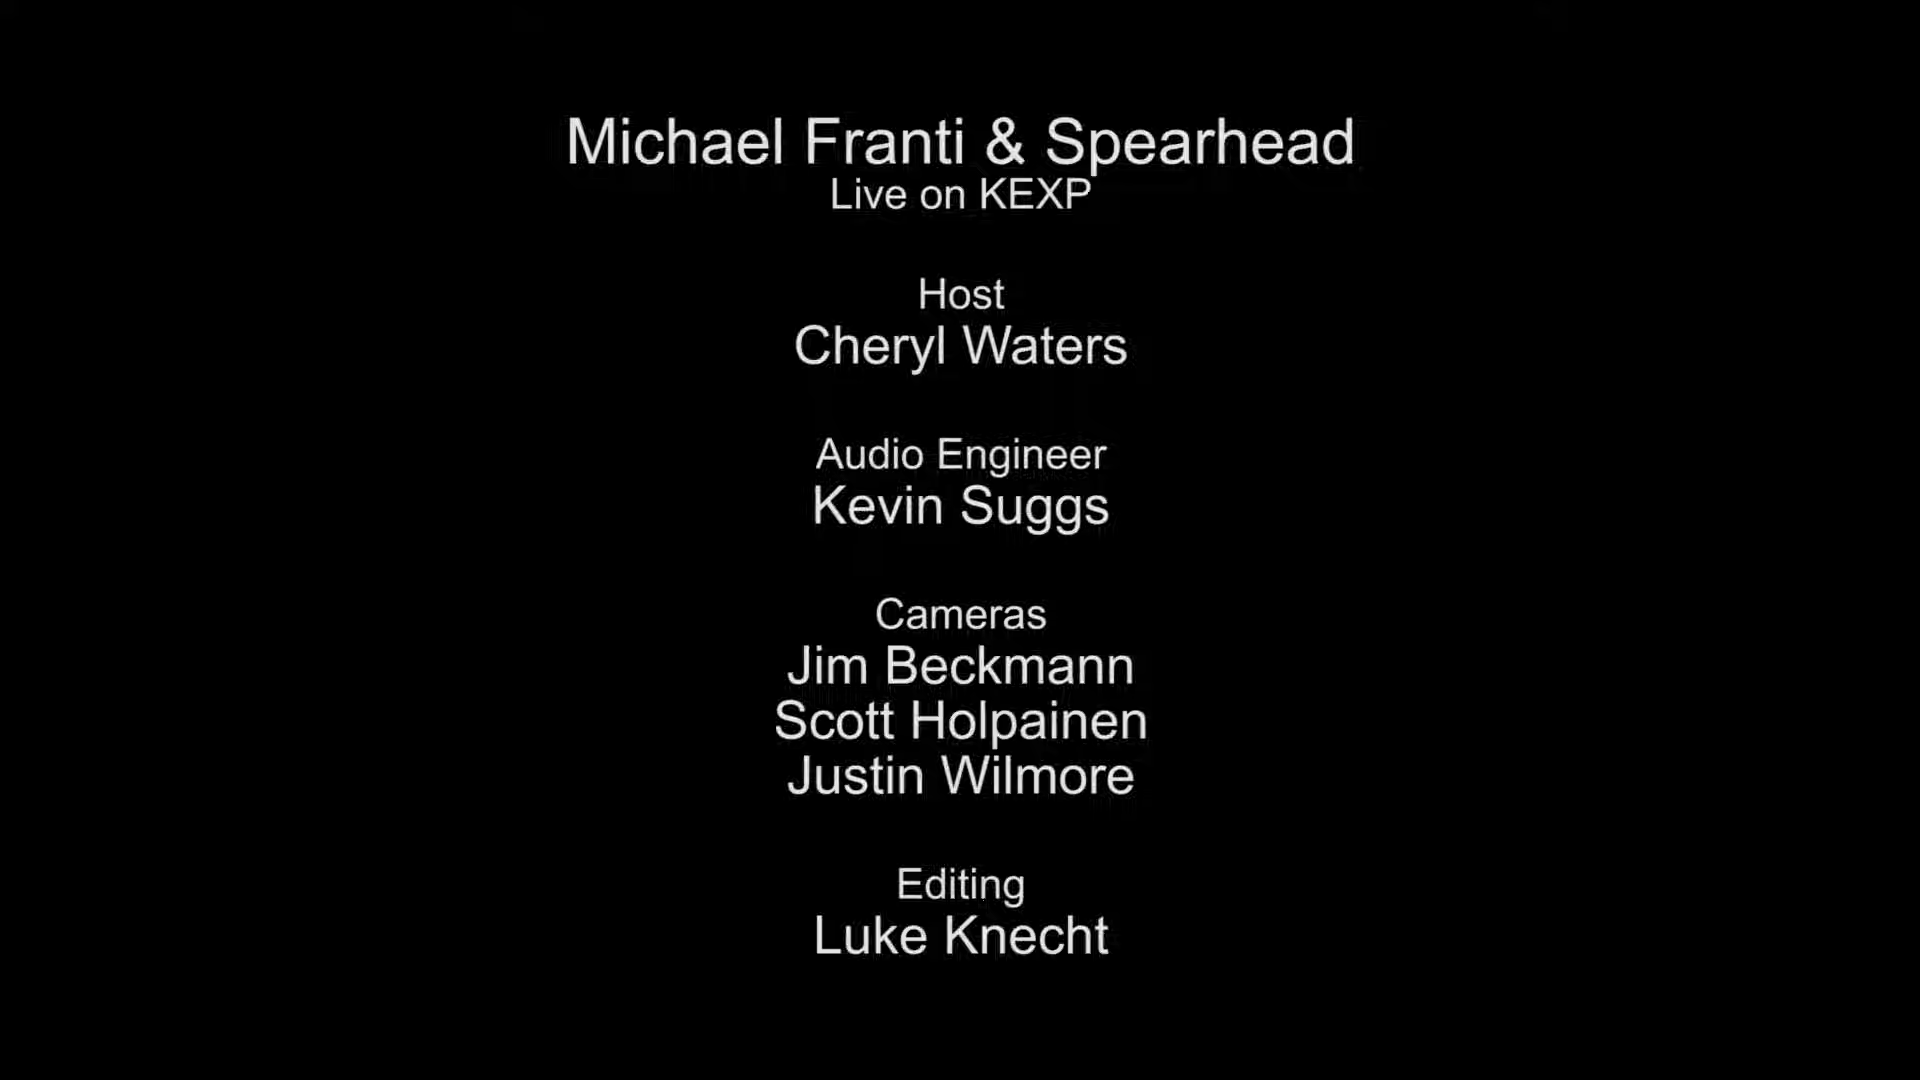 Michael Franti & Spearhead
Live on KEXP
Host
Cheryl Waters
Audio Engineer
Kevin Suggs
Cameras
Jim Beckmann
Scott Holpainen
Justin Wilmore
Editing
Luke Knecht